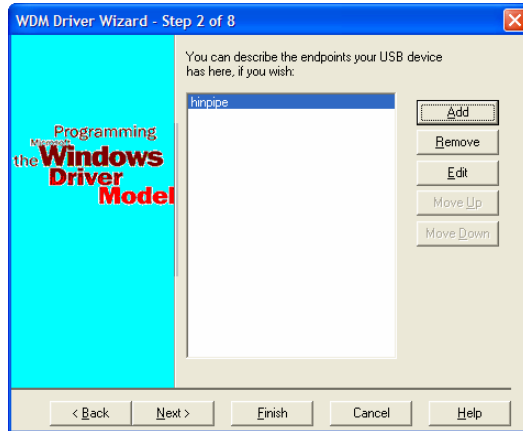 WDM Driver Wizard - Step 2 of 8
You can describe the endpoints your USB device
has here, if you wish:
hinpipe
Add
Remove
Edit
Move Up
Move Down
Programming
Microsoft
the Windows
Driver
Model
< Back
Next >
Finish
Cancel
Help